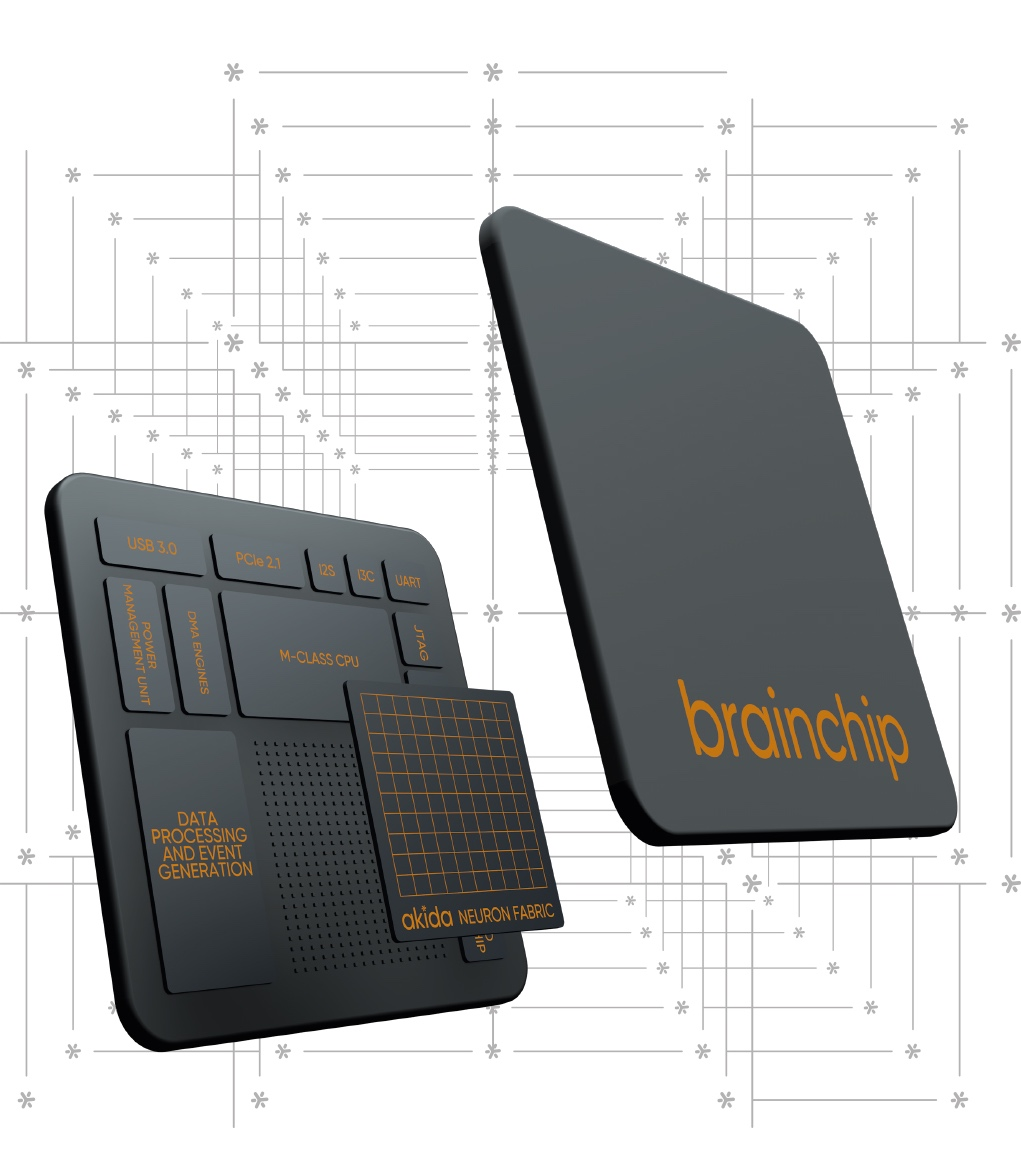 USB 3.0
PCIe 2.1
I2S
I3C
UART
POWER
MANAGEMENT UNIT
DMA ENGINES
M-CLASS CPU
JTAG
DATA
PROCESSING
AND EVENT
GENERATION
akida NEURON FABRIC
brainchip